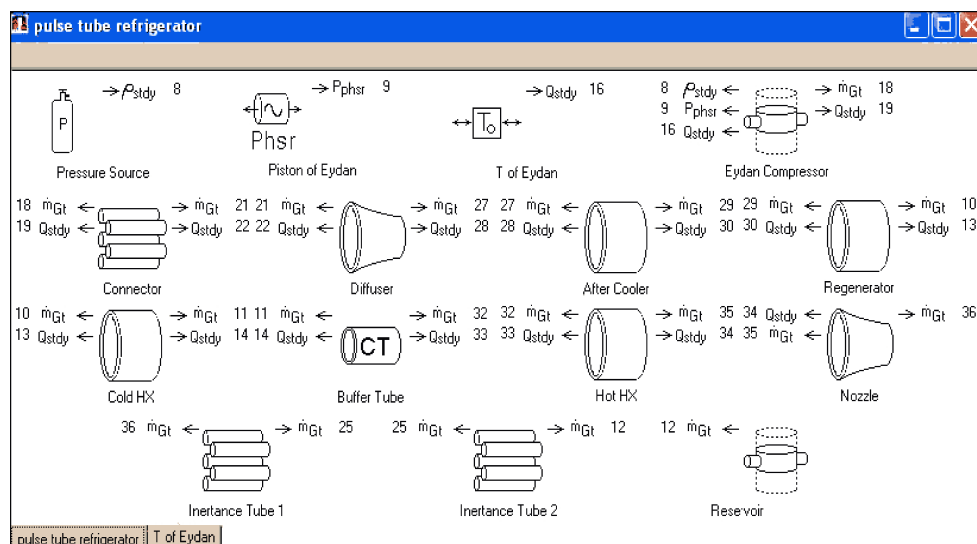 pulse tube refrigerator
→ρstdy 8
P
Pressure Source
→ Pphsr 9
Phsr
Piston of Eydan
→ Qstdy 16
To
T of Eydan
8 ρstdy ← → ṁGt 18
9 Pphsr ← → Qstdy 19
16 Qstdy ←
Eydan Compressor
18 ṁGt ← → ṁGt 21 21 ṁGt ← → ṁGt 27 27 ṁGt ← → ṁGt 29 29 ṁGt ← → ṁGt 10
19 Qstdy ← → Qstdy 22 22 Qstdy ← → Qstdy 28 28 Qstdy ← → Qstdy 30 30 Qstdy ← → Qstdy 13
Connector Diffuser After Cooler Regenerator
10 ṁGt ← → ṁGt 11 11 ṁGt ← → ṁGt 32 32 ṁGt ← → ṁGt 35 34 Qstdy ← → ṁGt 36
13 Qstdy ← → Qstdy 14 14 Qstdy ← → Qstdy 33 33 Qstdy ← → Qstdy 34 35 ṁGt ←
CT
Cold HX Buffer Tube Hot HX Nozzle
36 ṁGt ← → ṁGt 25 25 ṁGt ← → ṁGt 12 12 ṁGt ←
Inertance Tube 1 Inertance Tube 2 Reservoir
pulse tube refrigerator T of Eydan